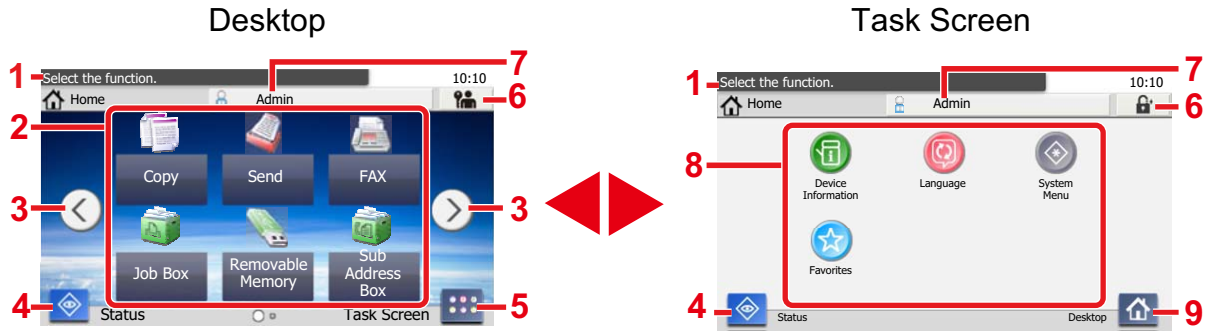 Desktop
1
Select the function.
10:10
7
Home
Admin
6
2
Copy
Send
FAX
3
3
Job Box
Removable
Memory
Sub
Address
Box
4
Status
Task Screen
5
Task Screen
1
Select the function.
10:10
7
Home
Admin
6
8
Device
Information
Language
System
Menu
Favorites
4
Status
Desktop
9